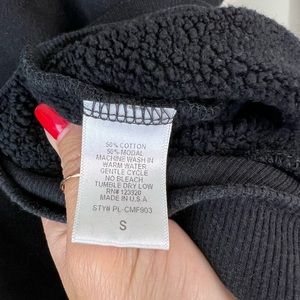 50% COTTON
50% MODAL
MACHINE WASH IN
WARM WATER
GENTLE CYCLE
NO BLEACH
TUMBLE DRY LOW
RN# 123920
MADE IN U.S.A
STY# PL-CMF903
S